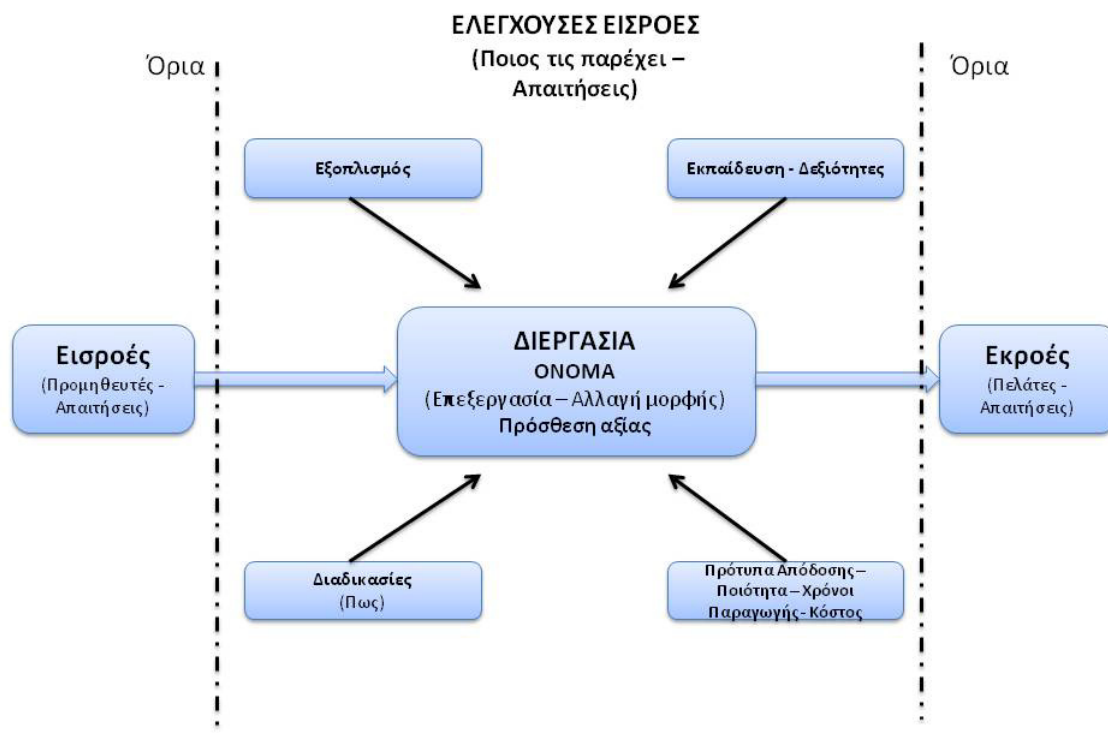 ΕΛΕΓΧΟΥΣΕΣ ΕΙΣΡΟΕΣ
(Ποιος τις παρέχει –
Απαιτήσεις)
Όρια
Όρια
Εξοπλισμός
Εκπαίδευση - Δεξιότητες
Εισροές
(Προμηθευτές -
Απαιτήσεις)
ΔΙΕΡΓΑΣΙΑ
ΟΝΟΜΑ
(Επεξεργασία – Αλλαγή μορφής)
Πρόσθεση αξίας
Εκροές
(Πελάτες -
Απαιτήσεις)
Διαδικασίες
(Πως)
Πρότυπα Απόδοσης –
Ποιότητα – Χρόνοι
Παραγωγής - Κόστος